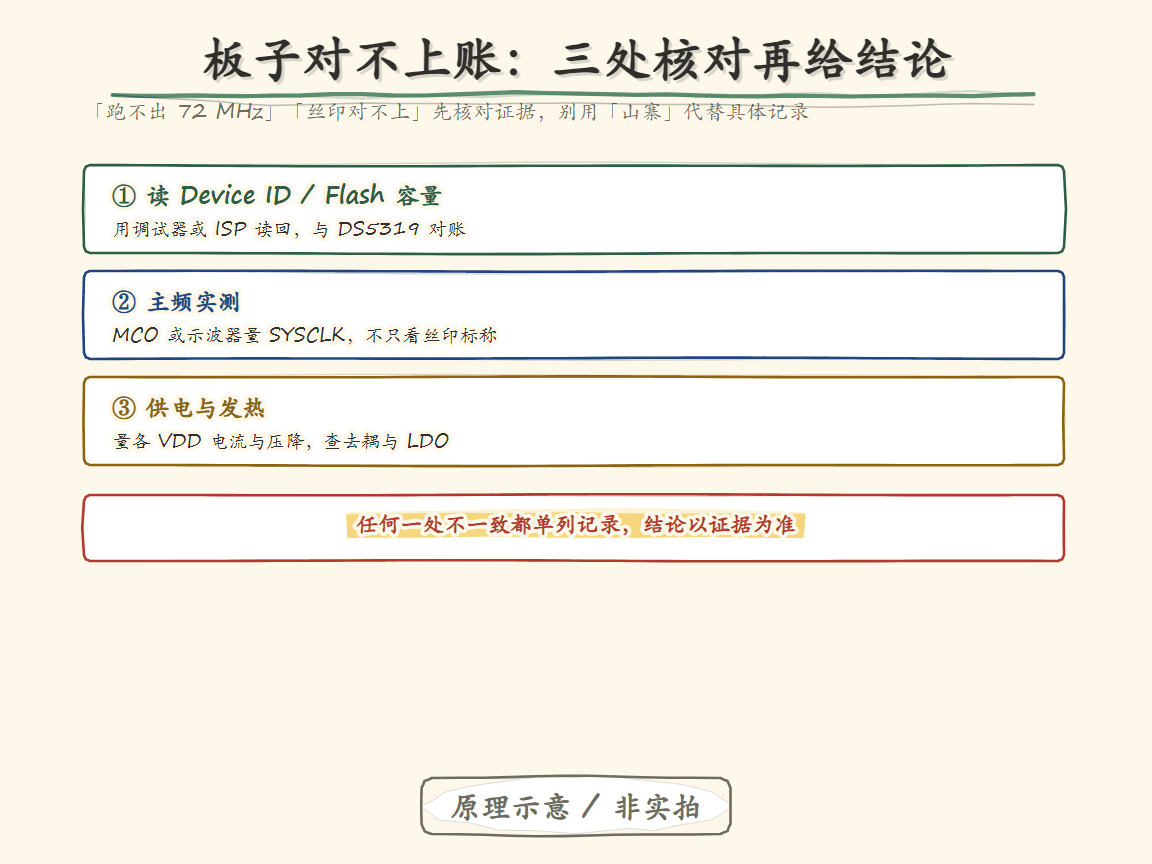 板子对不上账：三处核对再给结论
「跑不出 72 MHz」「丝印对不上」先核对证据，别用「山寨」代替具体记录
① 读 Device ID / Flash 容量
用调试器或 ISP 读回，与 DS5319 对账
② 主频实测
MCO 或示波器量 SYSCLK，不只看丝印标称
③ 供电与发热
量各 VDD 电流与压降，查去耦与 LDO
任何一处不一致都单列记录，结论以证据为准
原理示意 / 非实拍